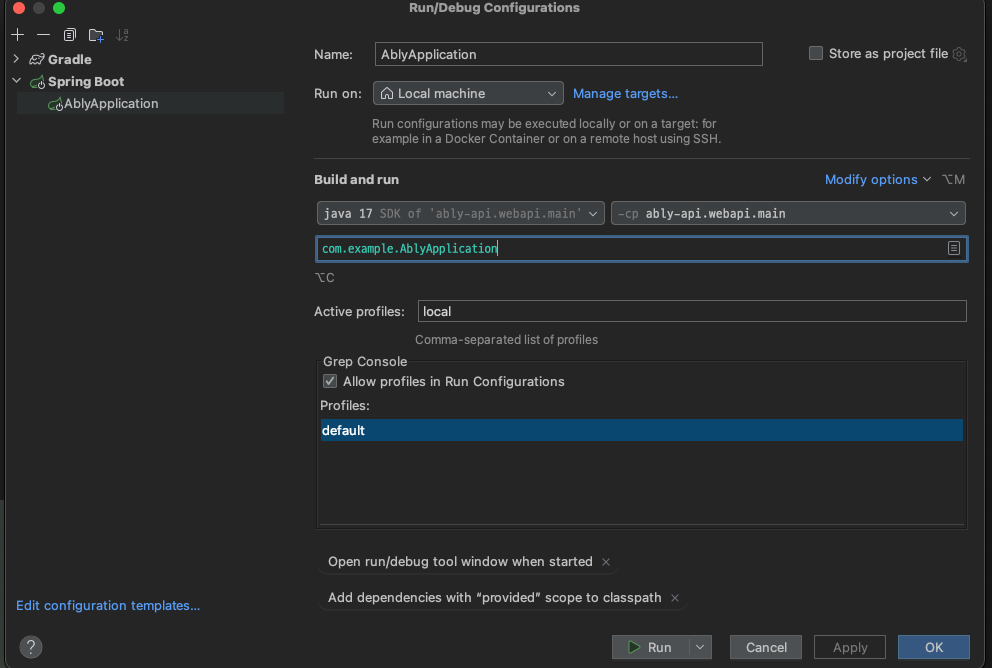 Run/Debug Configurations
Gradle
Spring Boot
AblyApplication
Name: AblyApplication
Store as project file
Run on: Local machine Manage targets...
Run configurations may be executed locally or on a target: for
example in a Docker Container or on a remote host using SSH.
Build and run
Modify options ⌥M
java 17 SDK of 'ably-api.webapi.main'
-cp ably-api.webapi.main
com.example.AblyApplication
⌥C
Active profiles: local
Comma-separated list of profiles
Grep Console
Allow profiles in Run Configurations
Profiles:
default
Open run/debug tool window when started ×
Add dependencies with “provided” scope to classpath ×
Edit configuration templates...
?
Run
Cancel
Apply
OK